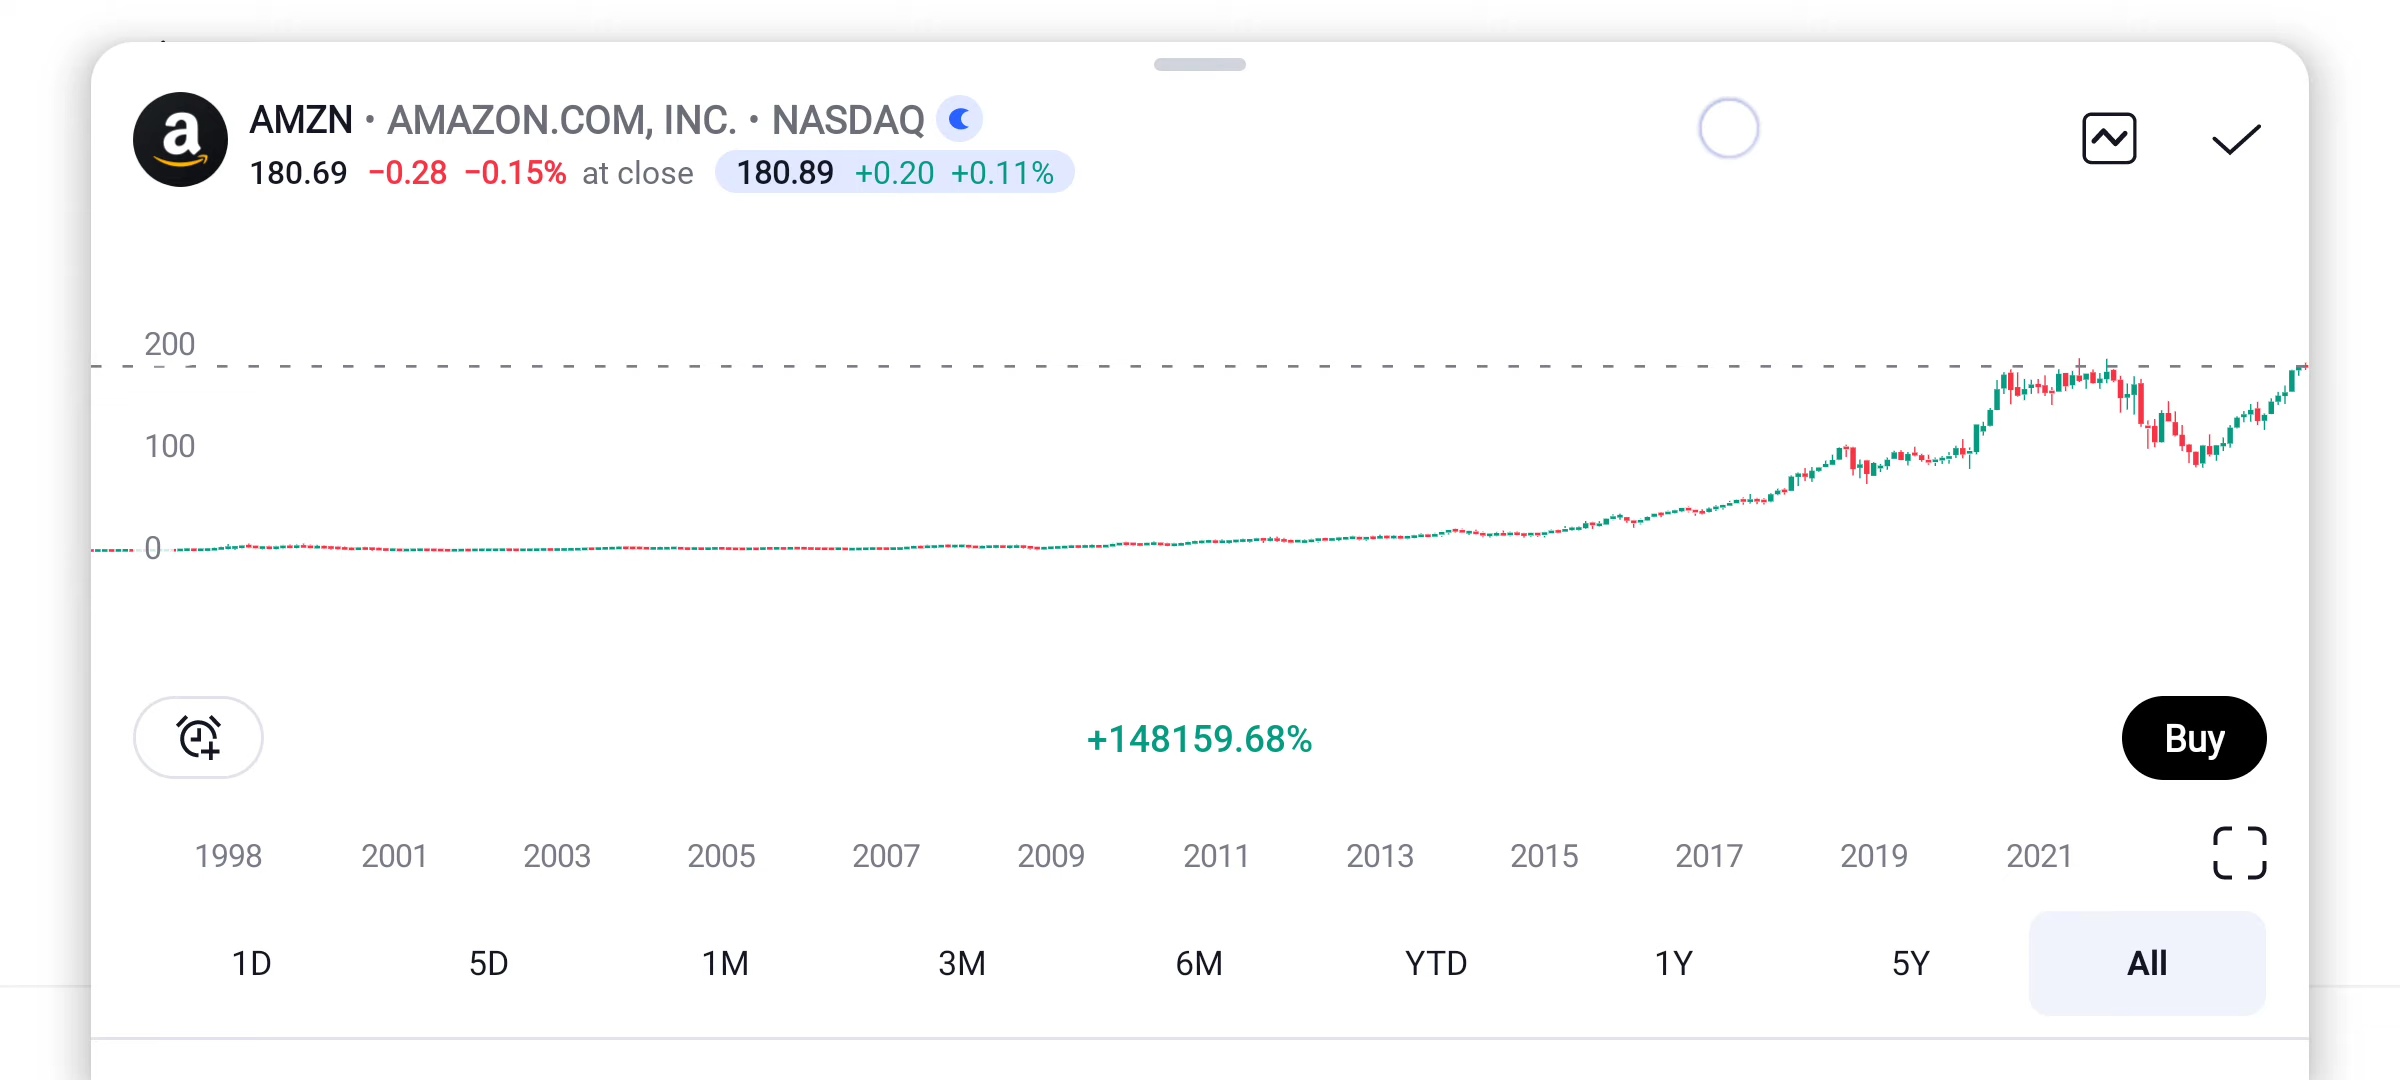 AMZN • AMAZON.COM, INC. • NASDAQ
180.69 −0.28 −0.15% at close 180.89 +0.20 +0.11%
200
100
0
+148159.68%
Buy
1998 2001 2003 2005 2007 2009 2011 2013 2015 2017 2019 2021
1D 5D 1M 3M 6M YTD 1Y 5Y All